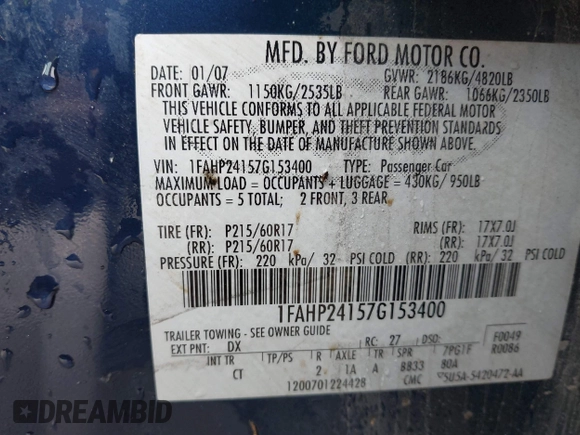 MFD. BY FORD MOTOR CO.
DATE: 01/07 GVWR: 2186KG/4820LB
FRONT GAWR: 1150KG/2535LB REAR GAWR: 1066KG/2350LB
THIS VEHICLE CONFORMS TO ALL APPLICABLE FEDERAL MOTOR
VEHICLE SAFETY, BUMPER, AND THEFT PREVENTION STANDARDS
IN EFFECT ON THE DATE OF MANUFACTURE SHOWN ABOVE.
VIN: 1FAHP24157G153400 TYPE: Passenger Car
MAXIMUM LOAD = OCCUPANTS + LUGGAGE = 430KG/ 950LB
OCCUPANTS = 5 TOTAL: 2 FRONT, 3 REAR
TIRE (FR): P215/60R17 RIMS (FR): 17X7.0J
(RR): P215/60R17 (RR): 17X7.0J
PRESSURE (FR): 220 kPa/ 32 PSI COLD (RR): 220 kPa/ 32 PSI COLD
1FAHP24157G153400
TRAILER TOWING - SEE OWNER GUIDE
EXT PNT: DX RC: 27 DSO: F0049
INT TR TP/PS R AXLE TR SPR 7PG1F R0086
CT 2 1A A 8833 80A
1200701224428 CMC 5U5A-5420472-AA
AUTOBIDMASTER
AUTOBIDMASTER